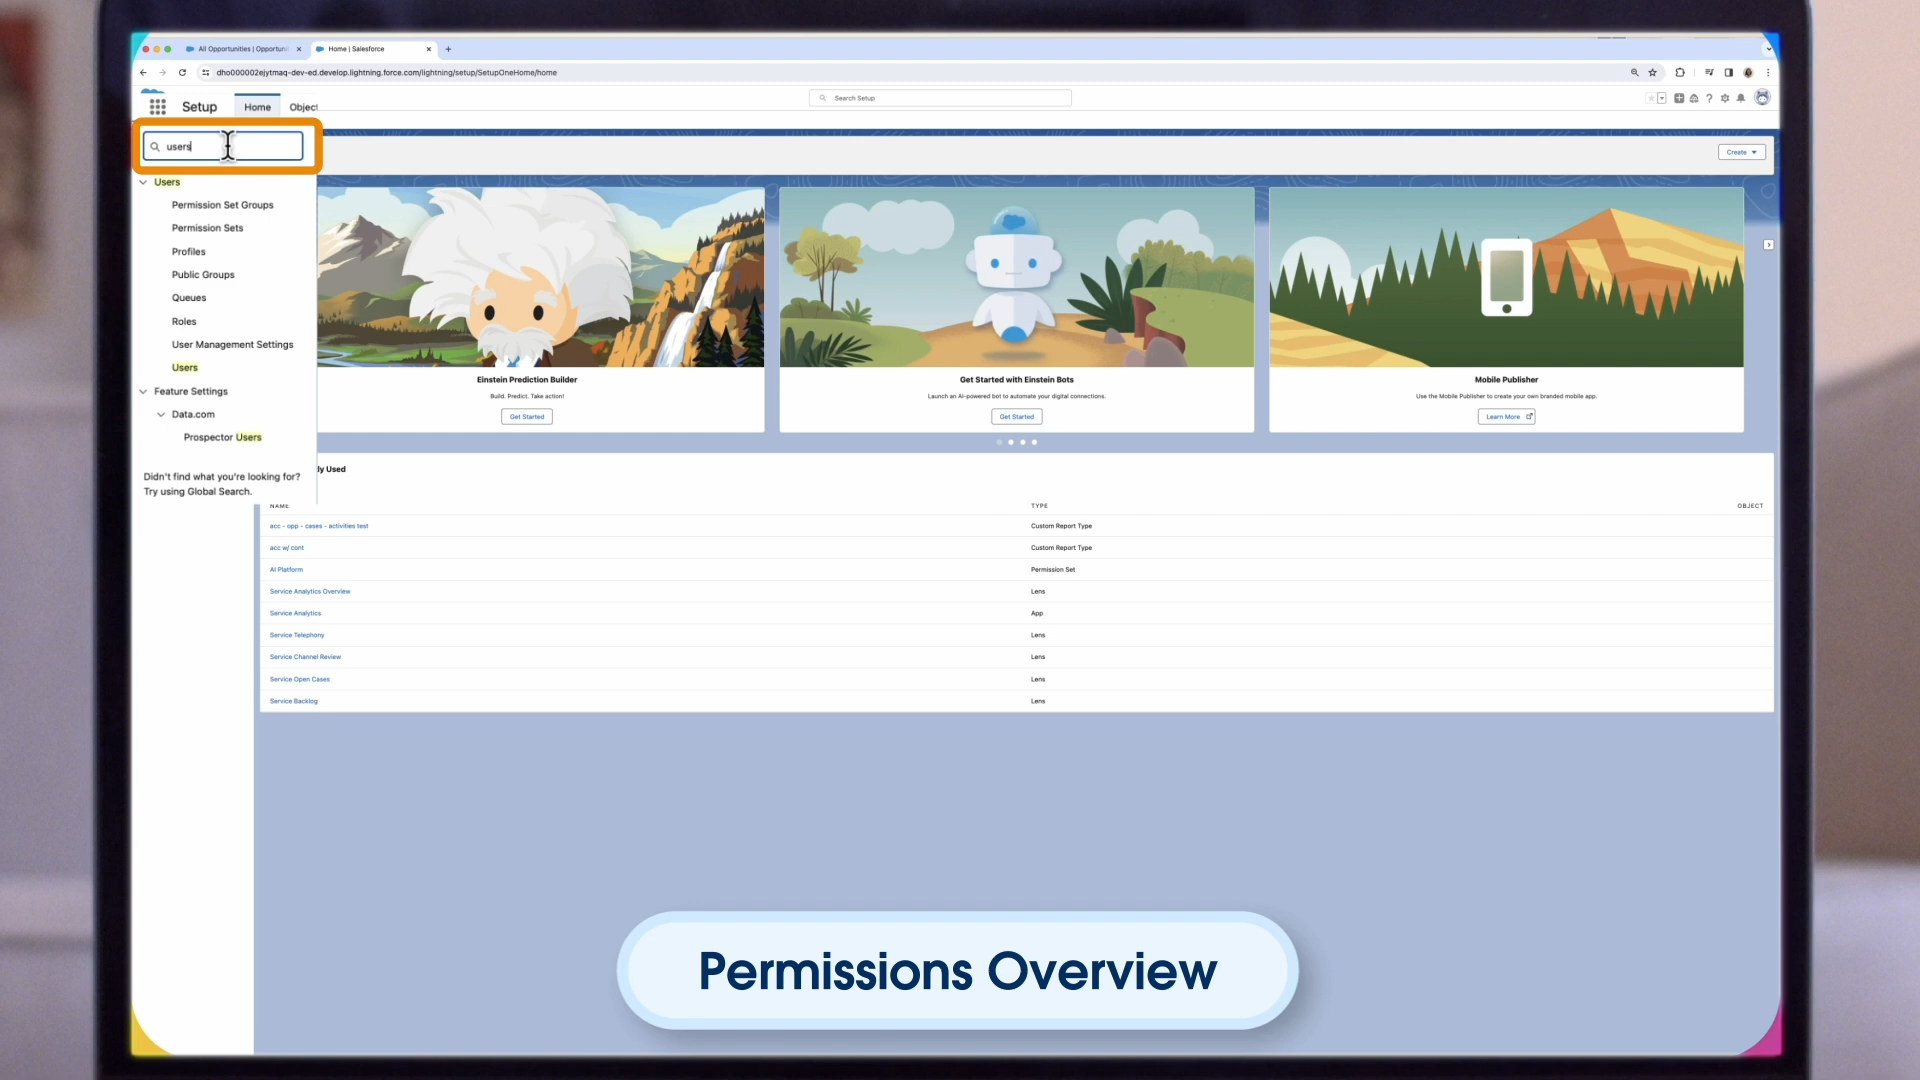 All Opportunities | Opportuni
Home | Salesforce
dho000002ejytmaq-dev-ed.develop.lightning.force.com/lightning/setup/SetupOneHome/home
Search Setup
Setup
Home
Object
users
Create
Users
Permission Set Groups
Permission Sets
Profiles
Public Groups
Queues
Roles
User Management Settings
Users
Feature Settings
Data.com
Prospector Users
Didn't find what you're looking for?
Try using Global Search.
Einstein Prediction Builder
Build. Predict. Take action!
Get Started
Get Started with Einstein Bots
Launch an AI-powered bot to automate your digital connections.
Get Started
Mobile Publisher
Use the Mobile Publisher to create your own branded mobile app.
Learn More
ly Used
NAME TYPE OBJECT
acc - opp - cases - activities test Custom Report Type
acc w/ cont Custom Report Type
AI Platform Permission Set
Service Analytics Overview Lens
Service Analytics App
Service Telephony Lens
Service Channel Review Lens
Service Open Cases Lens
Service Backlog Lens
Permissions Overview